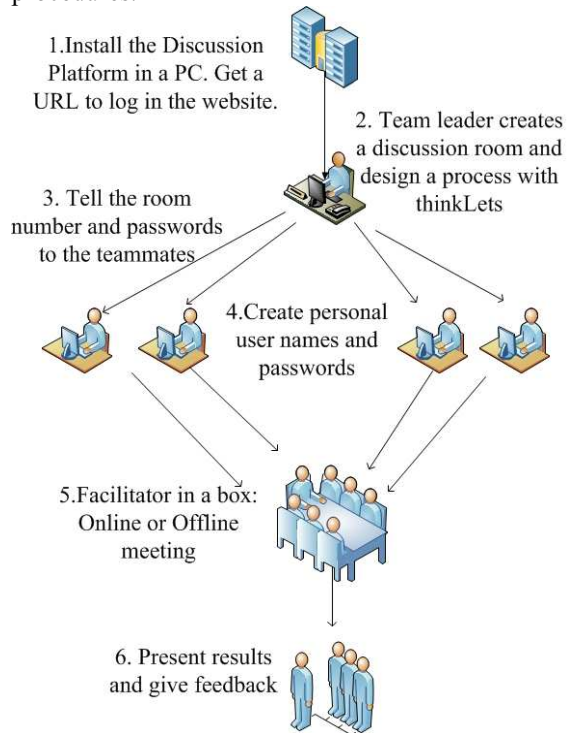 1.Install the Discussion
Platform in a PC. Get a
URL to log in the website.
2. Team leader creates
a discussion room and
design a process with
thinkLets
3. Tell the room
number and passwords
to the teammates
4.Create personal
user names and
passwords
5.Facilitator in a box:
Online or Offline
meeting
6. Present results
and give feedback